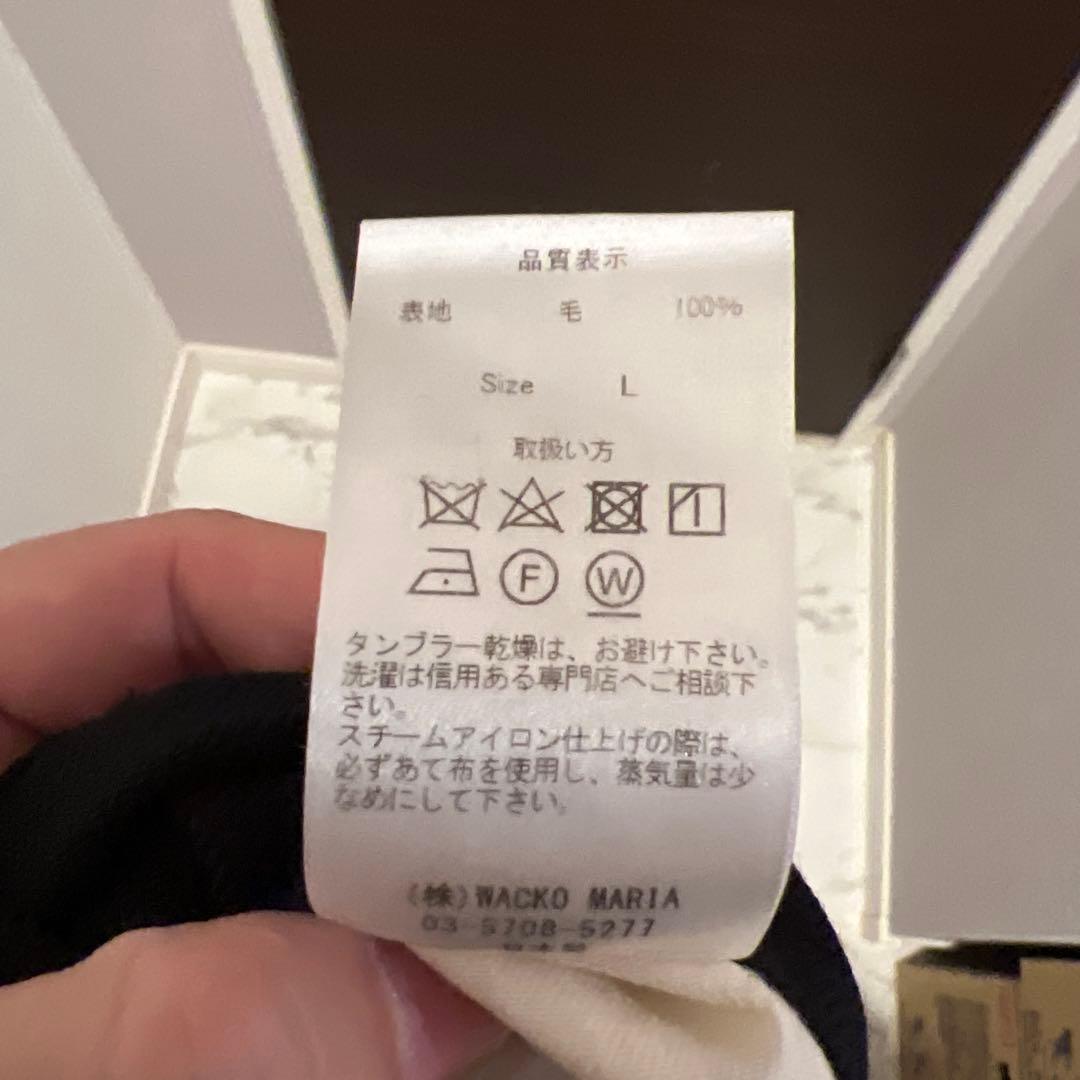 品質表示
表地 毛 100%
Size L
取扱い方
F W
タンブラー乾燥は、お避け下さい。
洗濯は信用ある専門店へご相談下
さい。
スチームアイロン仕上げの際は、
必ずあて布を使用し、蒸気量は少
なめにして下さい。
(株)WACKO MARIA
03-5708-5277
日本製